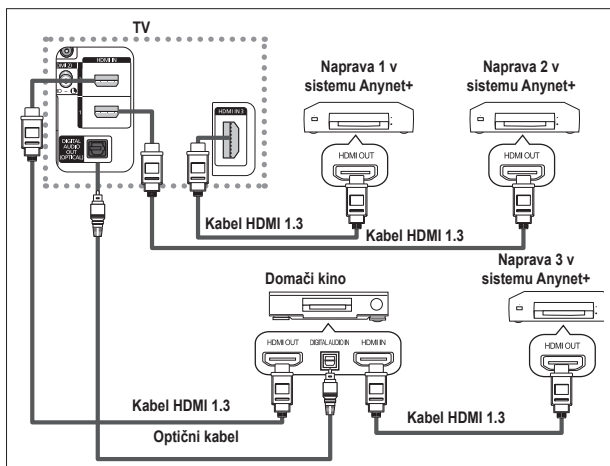 TV
HDMI IN
1
DIGITAL
AUDIO
OUT
(OPTICAL)
HDMI IN 3
Naprava 1 v
sistemu Anynet+
HDMI OUT
Naprava 2 v
sistemu Anynet+
HDMI OUT
Kabel HDMI 1.3
Kabel HDMI 1.3
Domači kino
HDMI OUT
DIGITAL AUDIO IN
HDMI IN
Naprava 3 v
sistemu Anynet+
HDMI OUT
Kabel HDMI 1.3
Kabel HDMI 1.3
Optični kabel